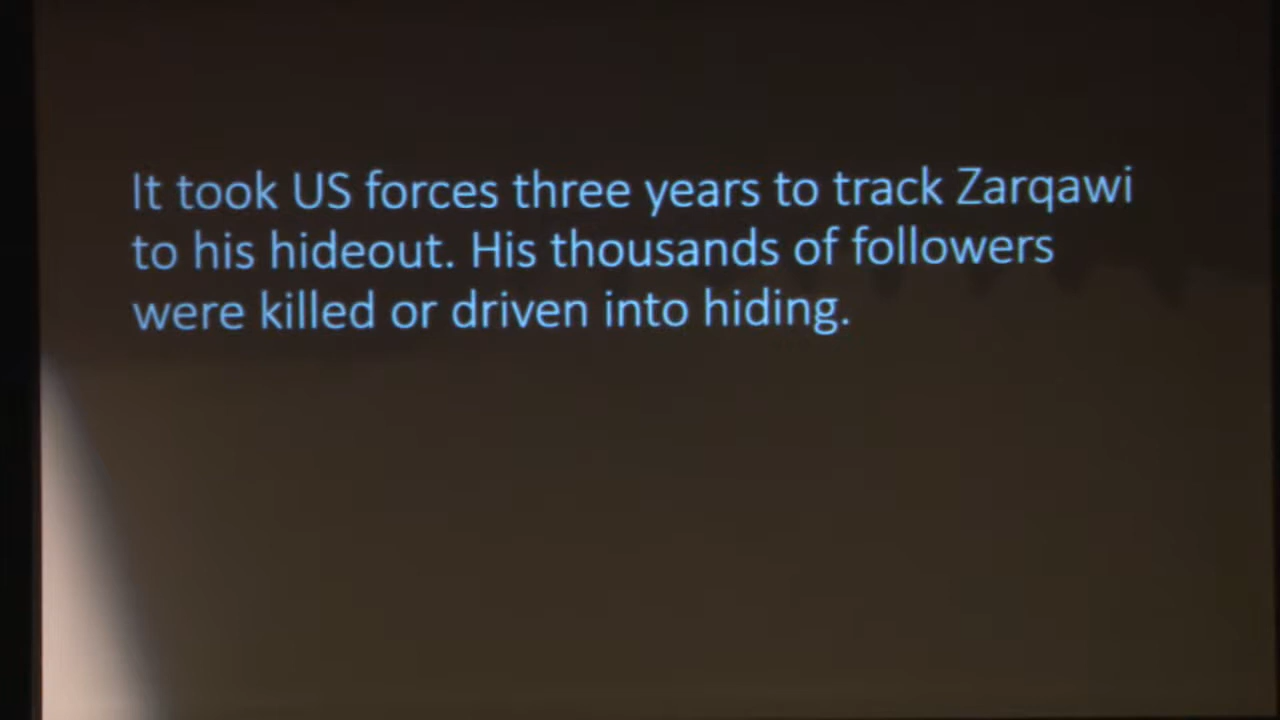 It took US forces three years to track Zarqawi
to his hideout. His thousands of followers
were killed or driven into hiding.